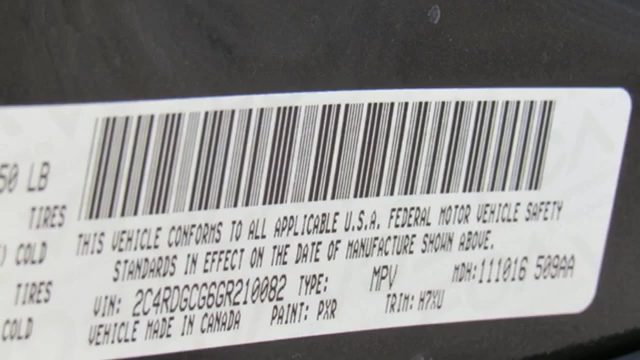 50 LB
TIRES
COLD
TIRES
COLD
THIS VEHICLE CONFORMS TO ALL APPLICABLE U.S.A. FEDERAL MOTOR VEHICLE SAFETY
STANDARDS IN EFFECT ON THE DATE OF MANUFACTURE SHOWN ABOVE.
VIN: 2C4RDGCG6GR210082 TYPE: MPV MDH: 111016 509AA
VEHICLE MADE IN CANADA PAINT: PXR TRIM: H7XU